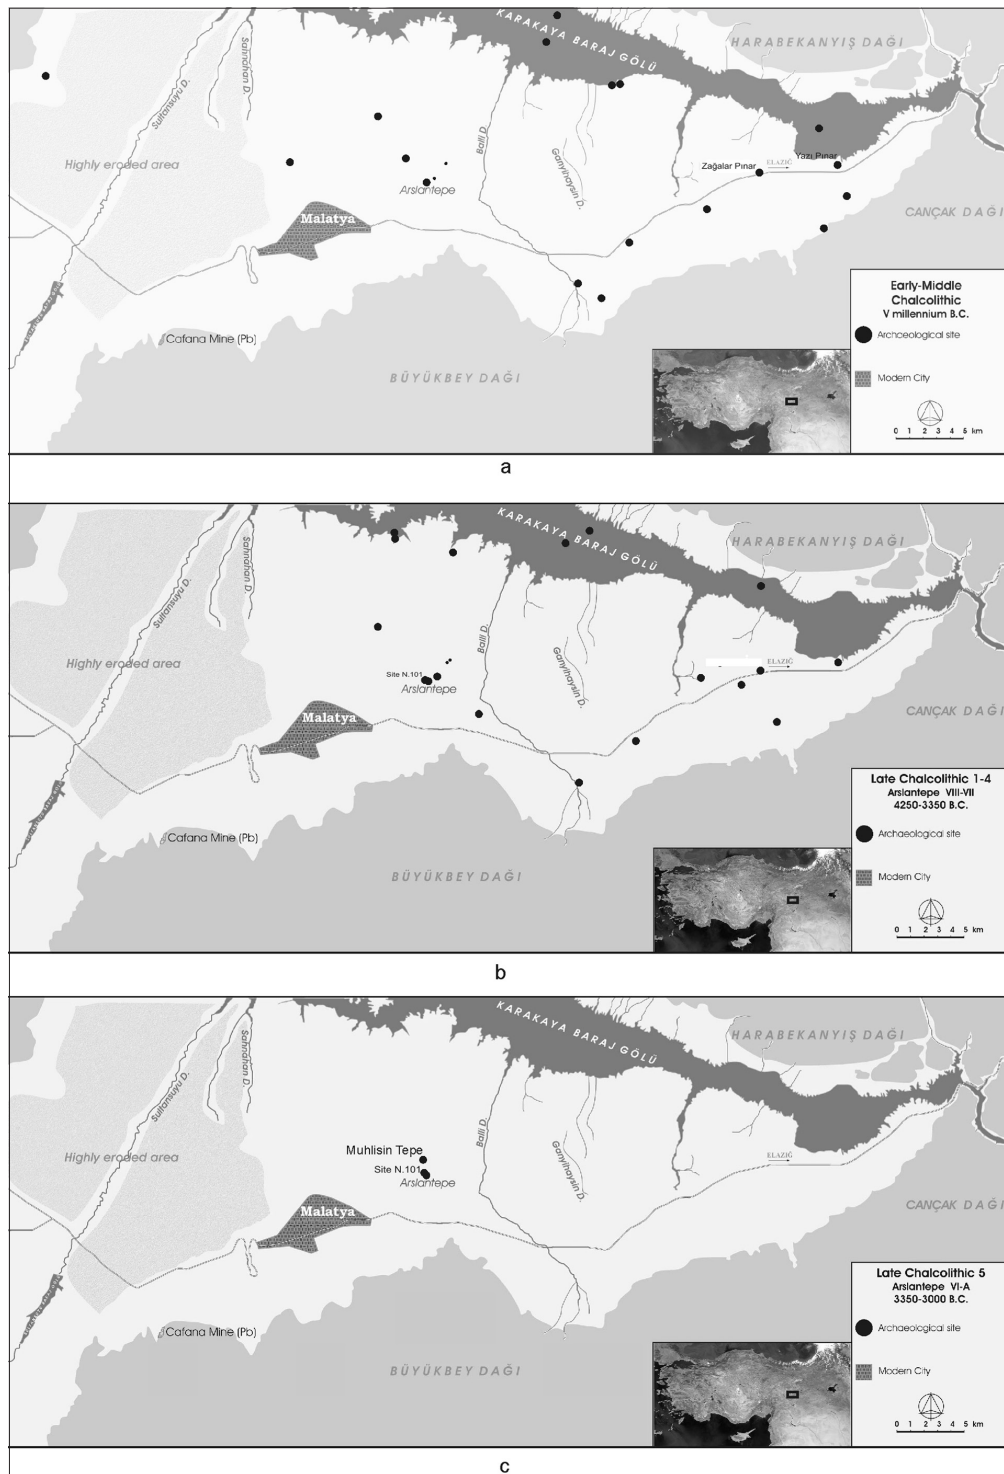 KARAKAYA BARAJ GÖLÜ
HARABEKANYIŞ DAĞI
Sultansuyu D.
Sahnahan D.
Highly eroded area
Balli D.
Ganyihaysin D.
Zağalar Pınar
ELAZIĞ
Yazı Pınar
Arslantepe
Malatya
CANÇAK DAĞI
Cafana Mine (Pb)
BÜYÜKBEY DAĞI
Early-Middle
Chalcolithic
V millennium B.C.
Archaeological site
Modern City
0 1 2 3 4 5 km
a
KARAKAYA BARAJ GÖLÜ
HARABEKANYIŞ DAĞI
Sultansuyu D.
Sahnahan D.
Highly eroded area
Balli D.
Ganyihaysin D.
ELAZIĞ
Site N.101
Arslantepe
Malatya
CANÇAK DAĞI
Cafana Mine (Pb)
BÜYÜKBEY DAĞI
Late Chalcolithic 1-4
Arslantepe VIII-VII
4250-3350 B.C.
Archaeological site
Modern City
0 1 2 3 4 5 km
b
KARAKAYA BARAJ GÖLÜ
HARABEKANYIŞ DAĞI
Sultansuyu D.
Sahnahan D.
Highly eroded area
Balli D.
Ganyihaysin D.
ELAZIĞ
Muhlisin Tepe
Site N.101
Arslantepe
Malatya
CANÇAK DAĞI
Cafana Mine (Pb)
BÜYÜKBEY DAĞI
Late Chalcolithic 5
Arslantepe VI-A
3350-3000 B.C.
Archaeological site
Modern City
0 1 2 3 4 5 km
c